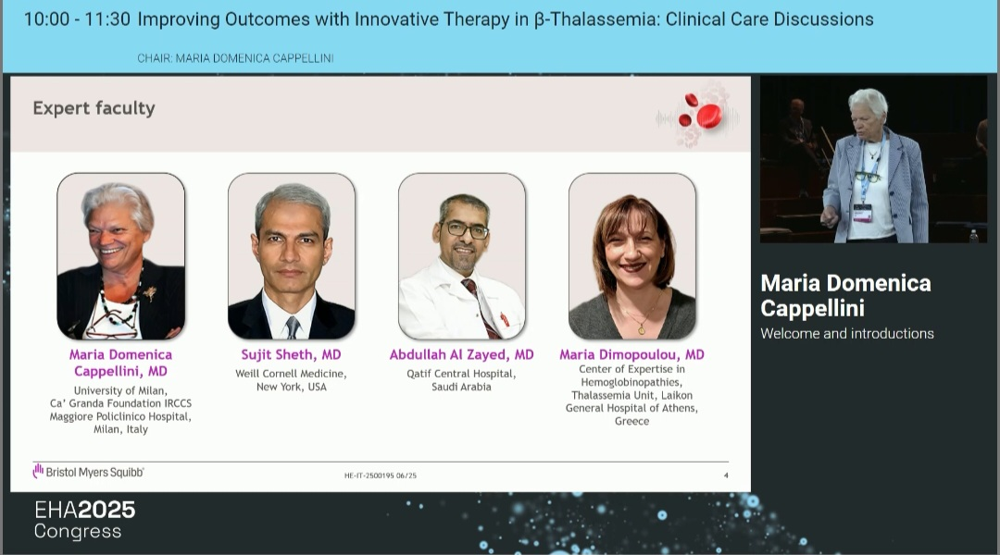 10:00 - 11:30 Improving Outcomes with Innovative Therapy in β-Thalassemia: Clinical Care Discussions
CHAIR: MARIA DOMENICA CAPPELLINI
Expert faculty
Maria Domenica
Cappellini, MD
University of Milan,
Ca' Granda Foundation IRCCS
Maggiore Policlinico Hospital,
Milan, Italy
Sujit Sheth, MD
Weill Cornell Medicine,
New York, USA
Abdullah Al Zayed, MD
Qatif Central Hospital,
Saudi Arabia
Maria Dimopoulou, MD
Center of Expertise in
Hemoglobinopathies,
Thalassemia Unit, Laikon
General Hospital of Athens,
Greece
Bristol Myers Squibb
HE-IT-2500195 06/25
4
Maria Domenica
Cappellini
Welcome and introductions
EHA2025
Congress